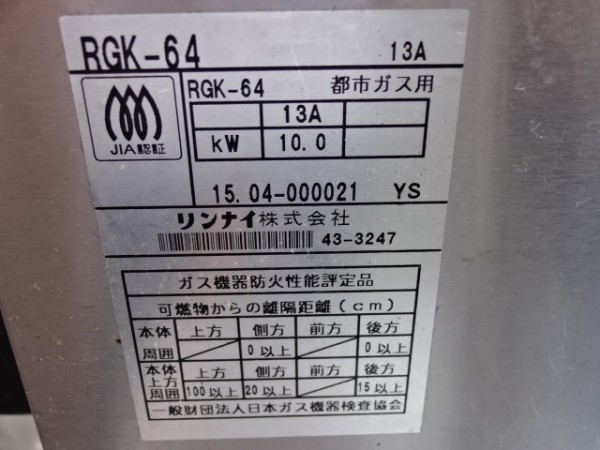 RGK-64 13A
JIA認証
RGK-64 都市ガス用
13A
kW 10.0
15.04-000021 YS
リンナイ株式会社
43-3247
ガス機器防火性能評定品
可燃物からの離隔距離(cm)
本体周囲 上方 側方 前方 後方
0以上 0以上
本体上方周囲 上方 側方 前方 後方
100以上 20以上 15以上
一般財団法人日本ガス機器検査協会